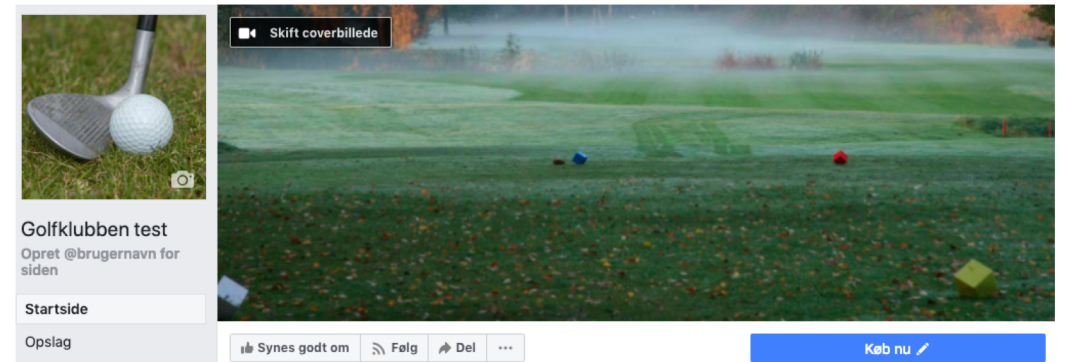 Skift coverbillede
Golfklubben test
Opret @brugernavn for
siden
Startside
Opslag
Synes godt om
Følg
Del
Køb nu